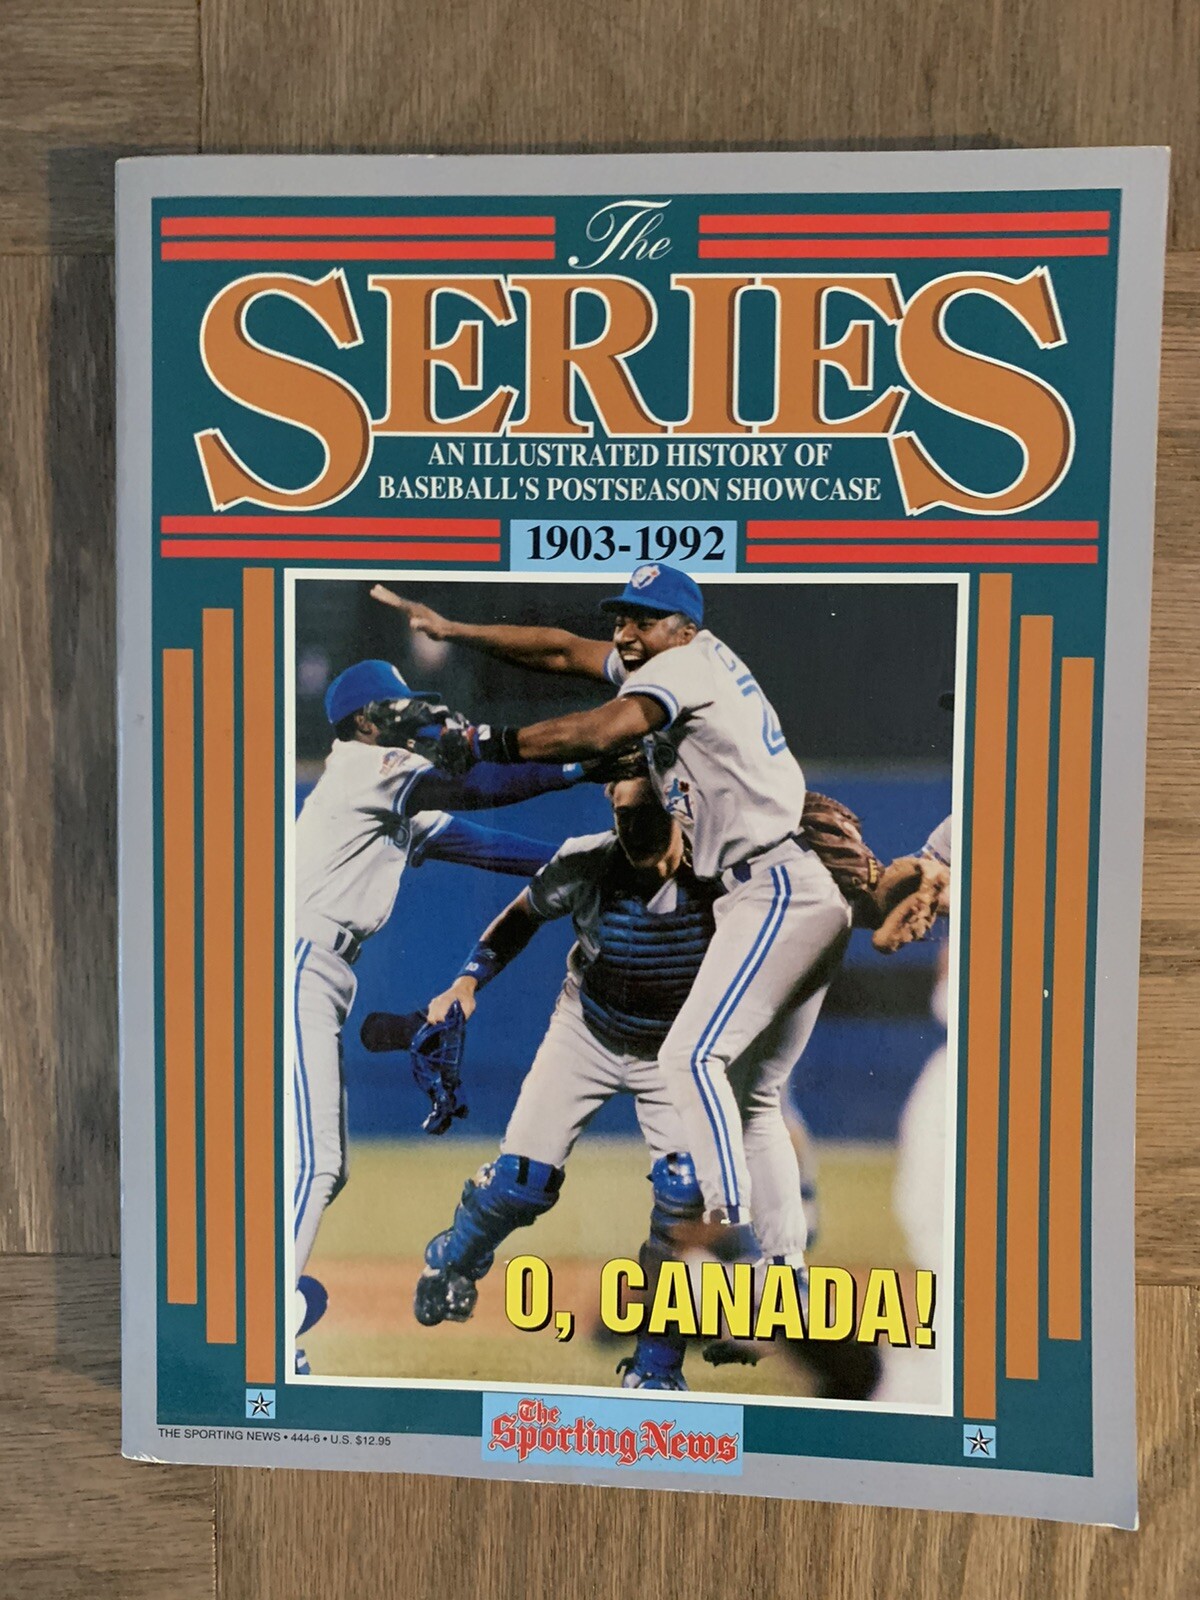 The
SERIES
AN ILLUSTRATED HISTORY OF
BASEBALL'S POSTSEASON SHOWCASE
1903-1992
O, CANADA!
The
Sporting News
THE SPORTING NEWS • 444-6 • U.S. $12.95